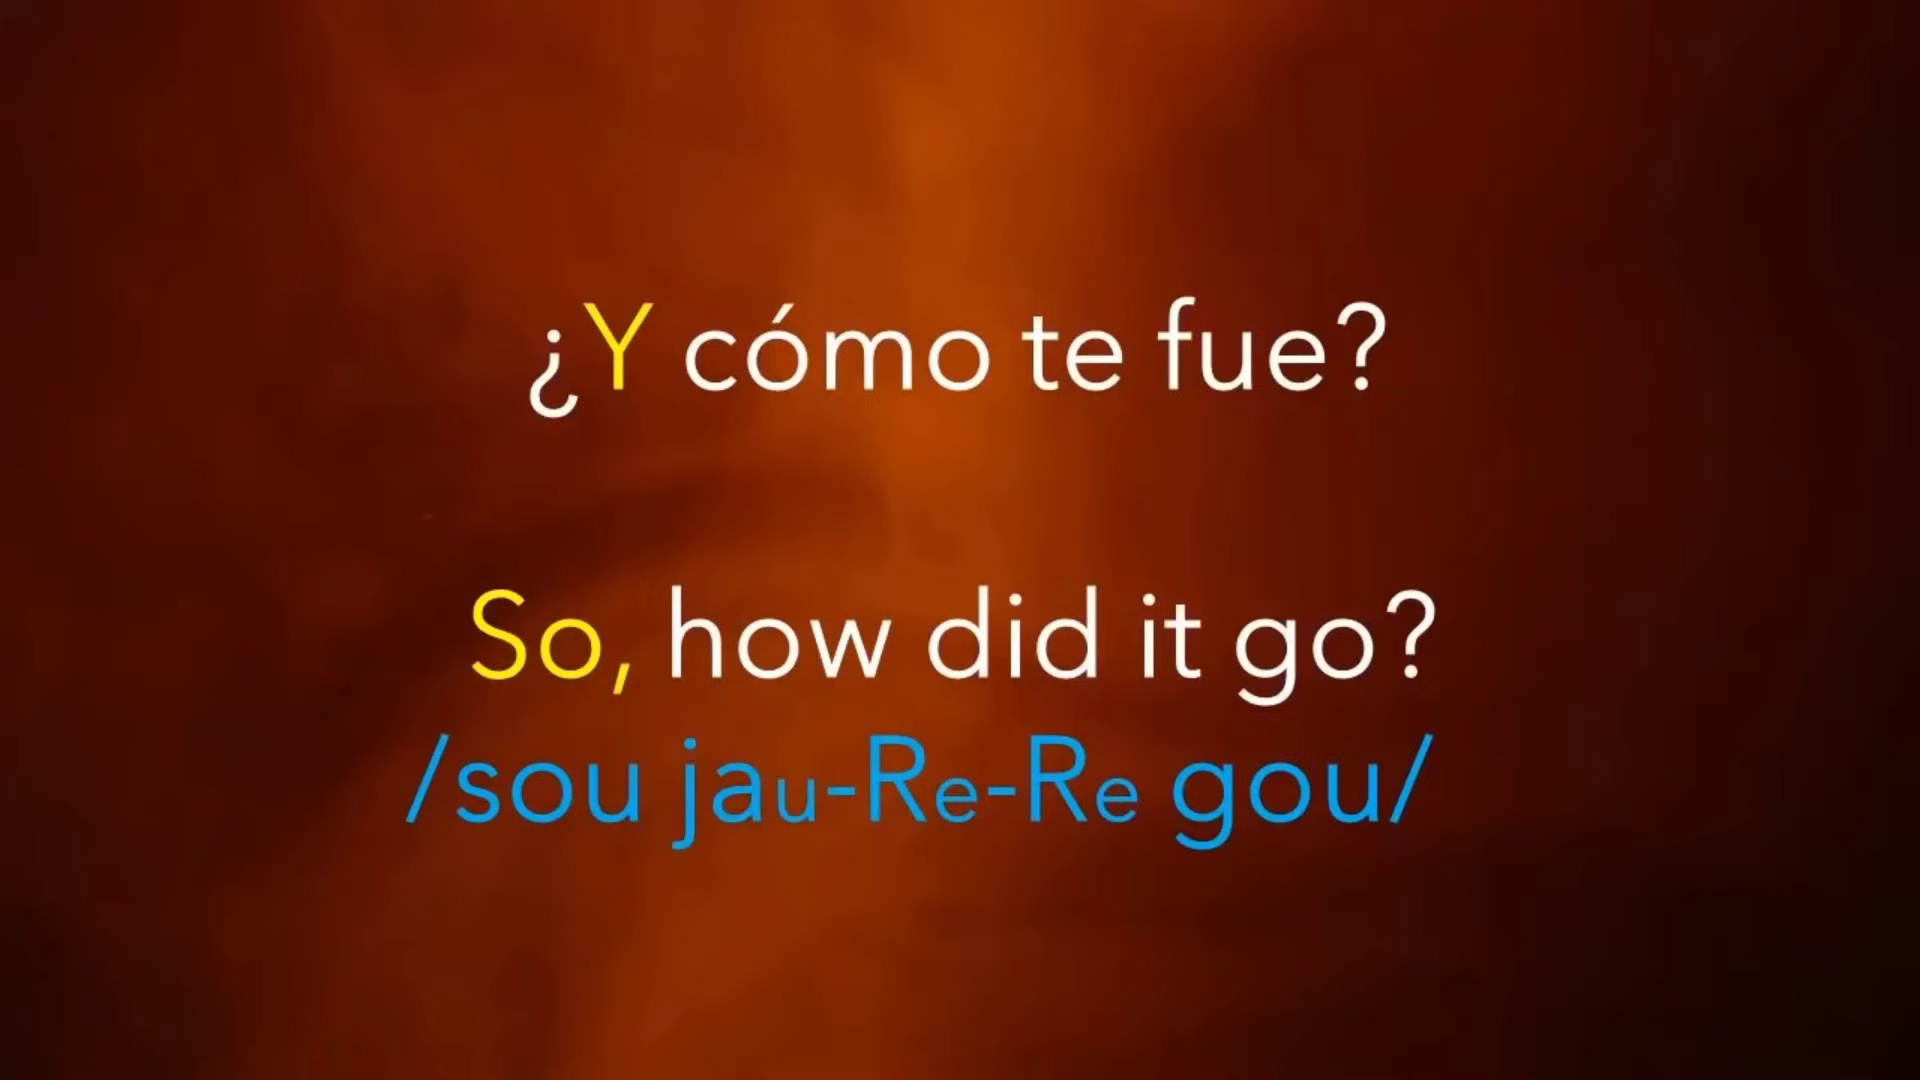 ¿Y cómo te fue?
So, how did it go?
/sou jau-Re-Re gou/